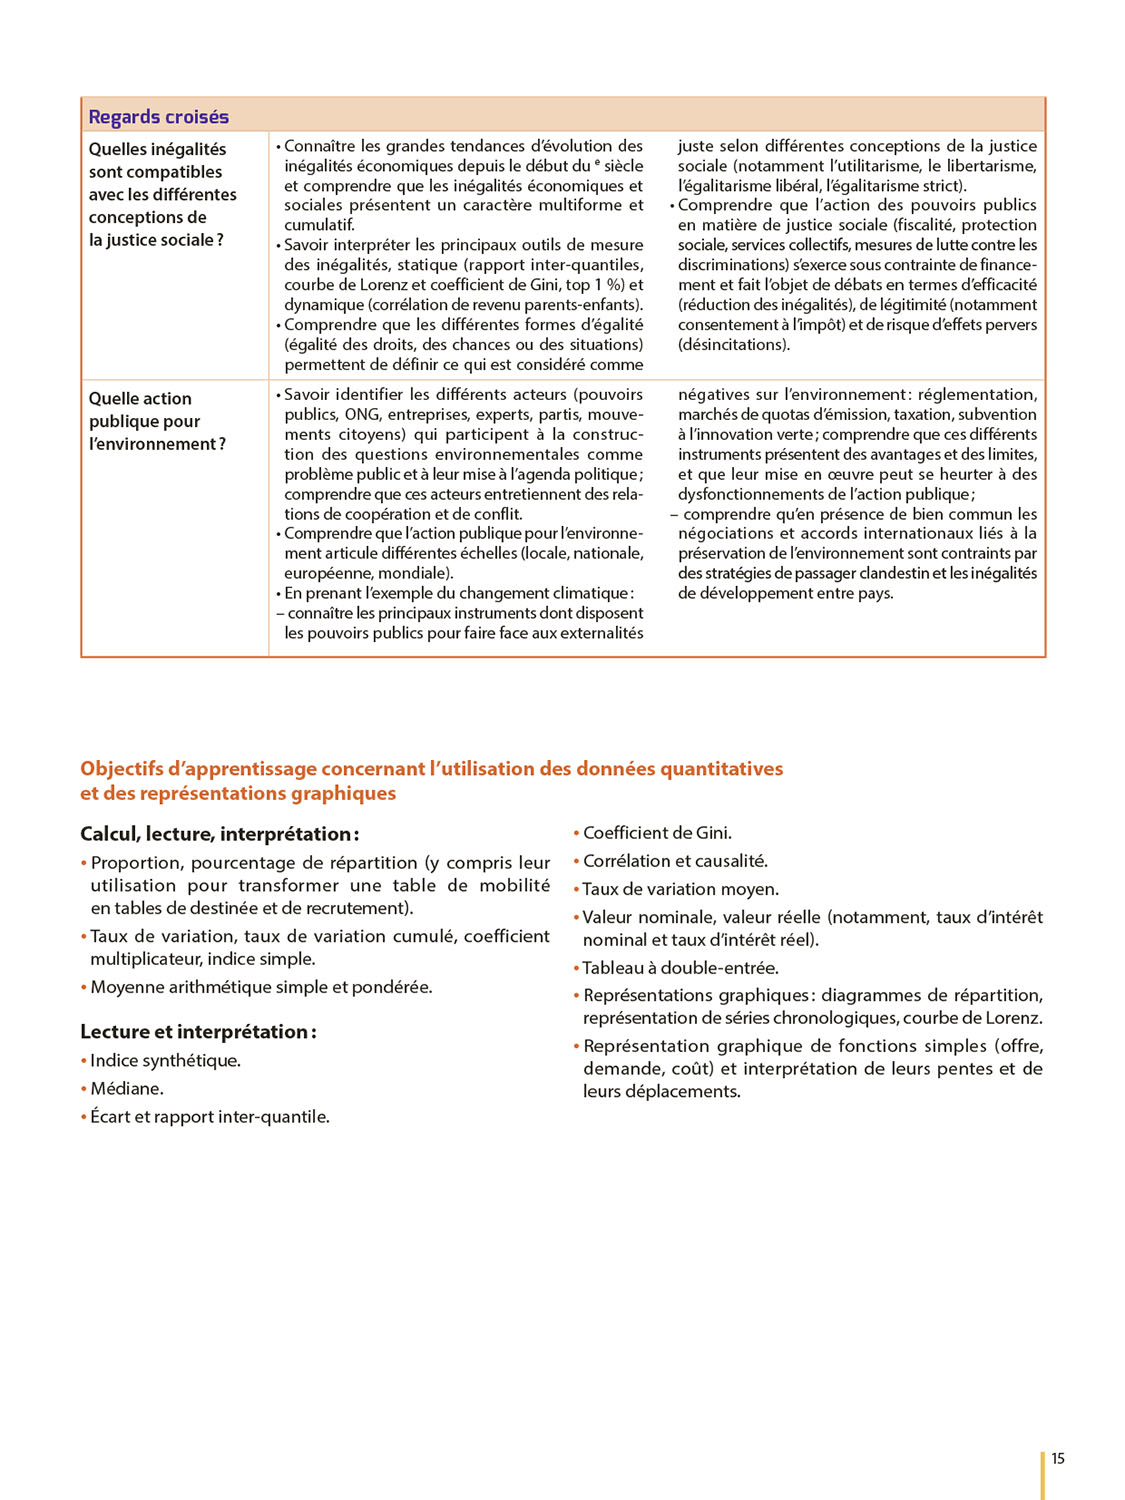 Regards croisés
Quelles inégalités
sont compatibles
avec les différentes
conceptions de
la justice sociale ?
• Connaître les grandes tendances d’évolution des
inégalités économiques depuis le début du e siècle
et comprendre que les inégalités économiques et
sociales présentent un caractère multiforme et
cumulatif.
• Savoir interpréter les principaux outils de mesure
des inégalités, statique (rapport inter-quantiles,
courbe de Lorenz et coefficient de Gini, top 1 %) et
dynamique (corrélation de revenu parents-enfants).
• Comprendre que les différentes formes d’égalité
(égalité des droits, des chances ou des situations)
permettent de définir ce qui est considéré comme
juste selon différentes conceptions de la justice
sociale (notamment l’utilitarisme, le libertarisme,
l’égalitarisme libéral, l’égalitarisme strict).
• Comprendre que l’action des pouvoirs publics
en matière de justice sociale (fiscalité, protection
sociale, services collectifs, mesures de lutte contre les
discriminations) s’exerce sous contrainte de finance-
ment et fait l’objet de débats en termes d’efficacité
(réduction des inégalités), de légitimité (notamment
consentement à l’impôt) et de risque d’effets pervers
(désincitations).
Quelle action
publique pour
l’environnement ?
• Savoir identifier les différents acteurs (pouvoirs
publics, ONG, entreprises, experts, partis, mouve-
ments citoyens) qui participent à la construc-
tion des questions environnementales comme
problème public et à leur mise à l’agenda politique ;
comprendre que ces acteurs entretiennent des rela-
tions de coopération et de conflit.
• Comprendre que l’action publique pour l’environne-
ment articule différentes échelles (locale, nationale,
européenne, mondiale).
• En prenant l’exemple du changement climatique :
– connaître les principaux instruments dont disposent
les pouvoirs publics pour faire face aux externalités
négatives sur l’environnement : réglementation,
marchés de quotas d’émission, taxation, subvention
à l’innovation verte ; comprendre que ces différents
instruments présentent des avantages et des limites,
et que leur mise en œuvre peut se heurter à des
dysfonctionnements de l’action publique ;
– comprendre qu’en présence de bien commun les
négociations et accords internationaux liés à la
préservation de l’environnement sont contraints par
des stratégies de passager clandestin et les inégalités
de développement entre pays.
Objectifs d’apprentissage concernant l’utilisation des données quantitatives
et des représentations graphiques
Calcul, lecture, interprétation :
• Proportion, pourcentage de répartition (y compris leur
utilisation pour transformer une table de mobilité
en tables de destinée et de recrutement).
• Taux de variation, taux de variation cumulé, coefficient
multiplicateur, indice simple.
• Moyenne arithmétique simple et pondérée.
Lecture et interprétation :
• Indice synthétique.
• Médiane.
• Écart et rapport inter-quantile.
• Coefficient de Gini.
• Corrélation et causalité.
• Taux de variation moyen.
• Valeur nominale, valeur réelle (notamment, taux d’intérêt
nominal et taux d’intérêt réel).
• Tableau à double-entrée.
• Représentations graphiques : diagrammes de répartition,
représentation de séries chronologiques, courbe de Lorenz.
• Représentation graphique de fonctions simples (offre,
demande, coût) et interprétation de leurs pentes et de
leurs déplacements.
15